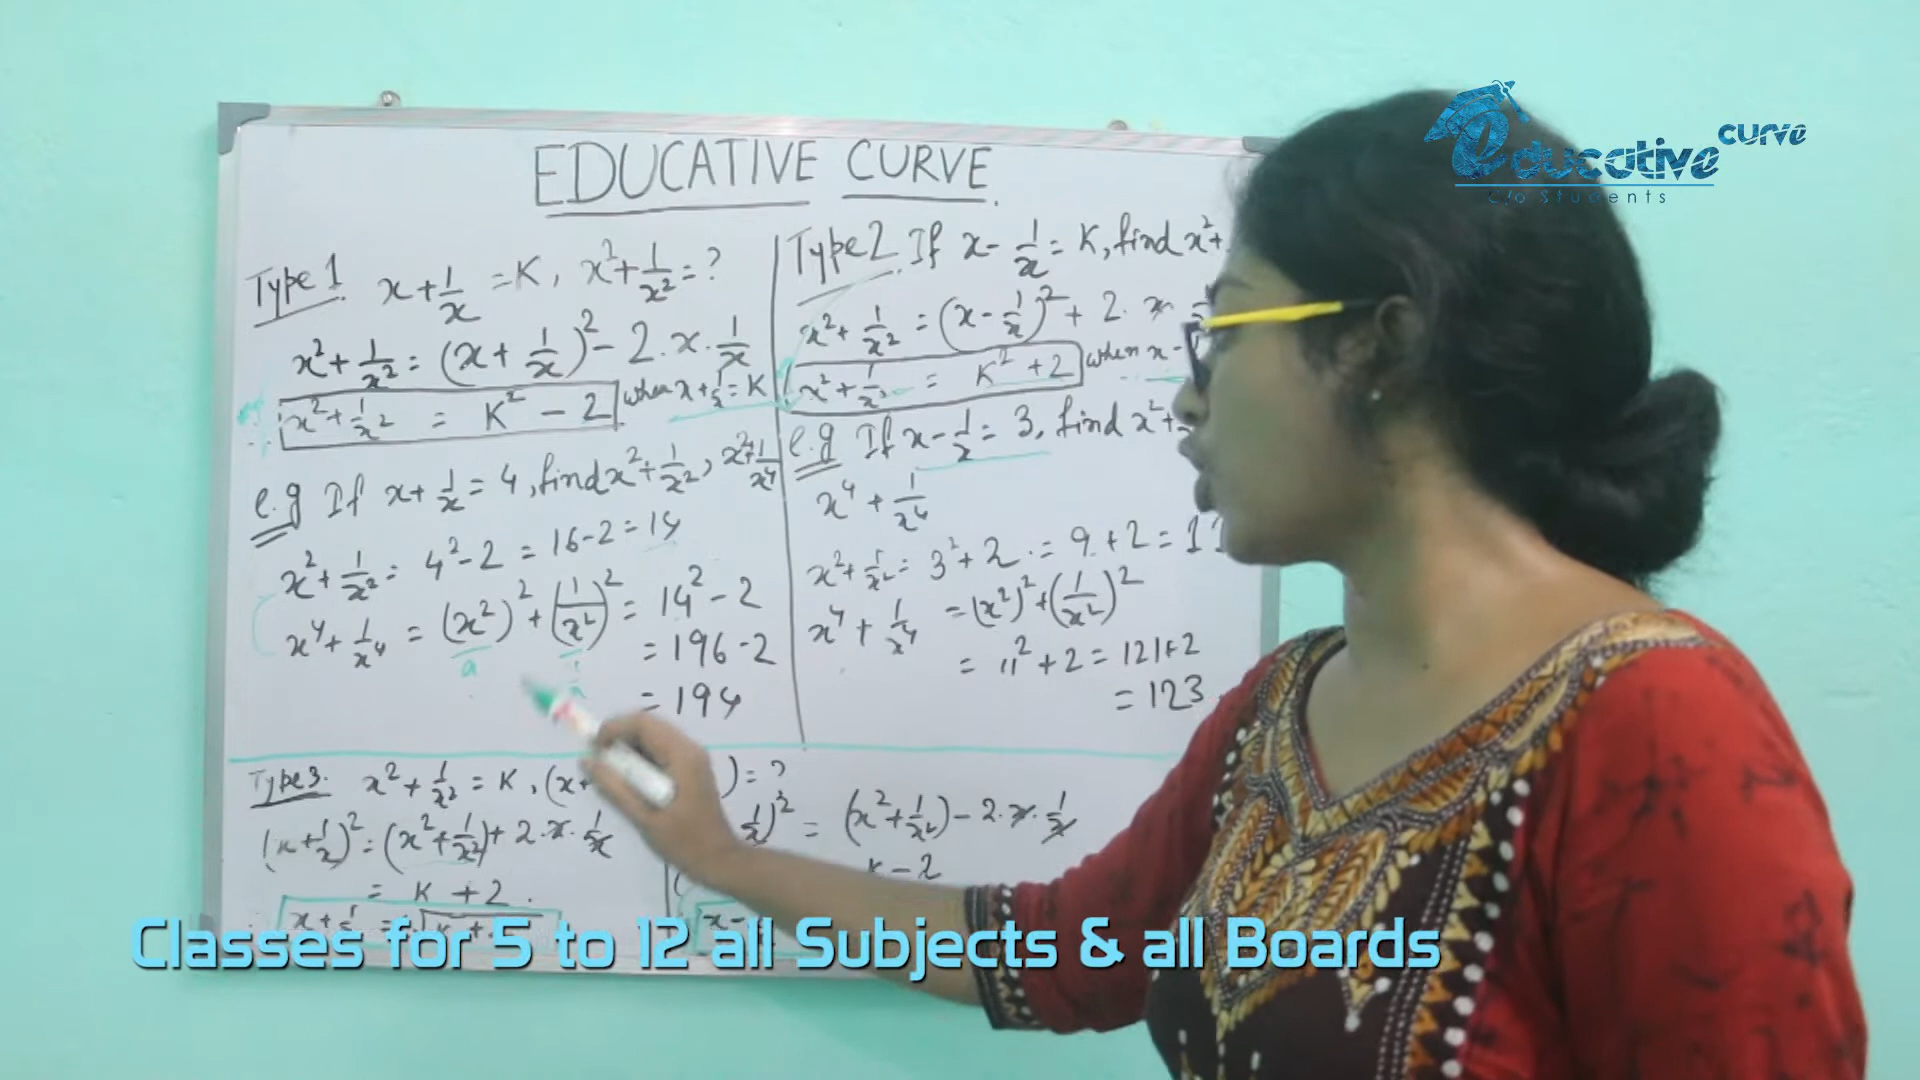 EDUCATIVE CURVE
Educative curve
C/o Students
Type 1 x + 1/x = K, x² + 1/x² = ?
x² + 1/x² = (x + 1/x)² - 2.x.1/x
x² + 1/x² = K² - 2 when x + 1/x = K
e.g If x + 1/x = 4, find x² + 1/x², x⁴ + 1/x⁴
x² + 1/x² = 4² - 2 = 16 - 2 = 14
x⁴ + 1/x⁴ = (x²)² + (1/x²)² = 14² - 2
a
= 196 - 2
= 194
Type 2 If x - 1/x = K, find x² +
x² + 1/x² = (x - 1/x)² + 2. x
x² + 1/x² = K² + 2 when x -
e.g If x - 1/x = 3, find x² +
x⁴ + 1/x⁴
x² + 1/x² = 3² + 2 = 9 + 2 = 11
x⁴ + 1/x⁴ = (x²)² + (1/x²)²
= 11² + 2 = 121 + 2
= 123
Type 3. x² + 1/x² = K, (x ) = ?
(x + 1/x)² = (x² + 1/x²) + 2.x.1/x
= K + 2.
x + 1/x =
1/x)² = (x² + 1/x²) - 2.x.1/x
K - 2
x -
Classes for 5 to 12 all Subjects & all Boards